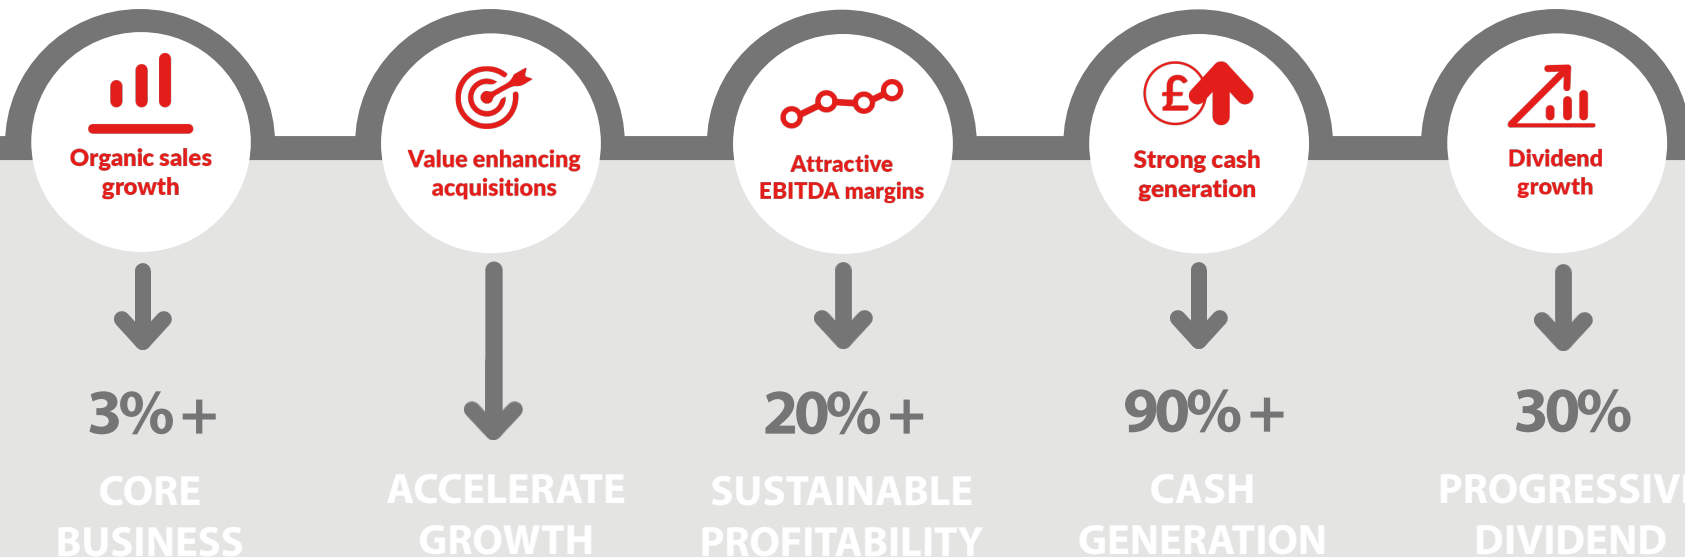 Organic sales
growth
3% +
CORE
BUSINESS
Value enhancing
acquisitions
ACCELERATE
GROWTH
Attractive
EBITDA margins
20% +
SUSTAINABLE
PROFITABILITY
£
Strong cash
generation
90% +
CASH
GENERATION
Dividend
growth
30%
PROGRESSIV
DIVIDEND